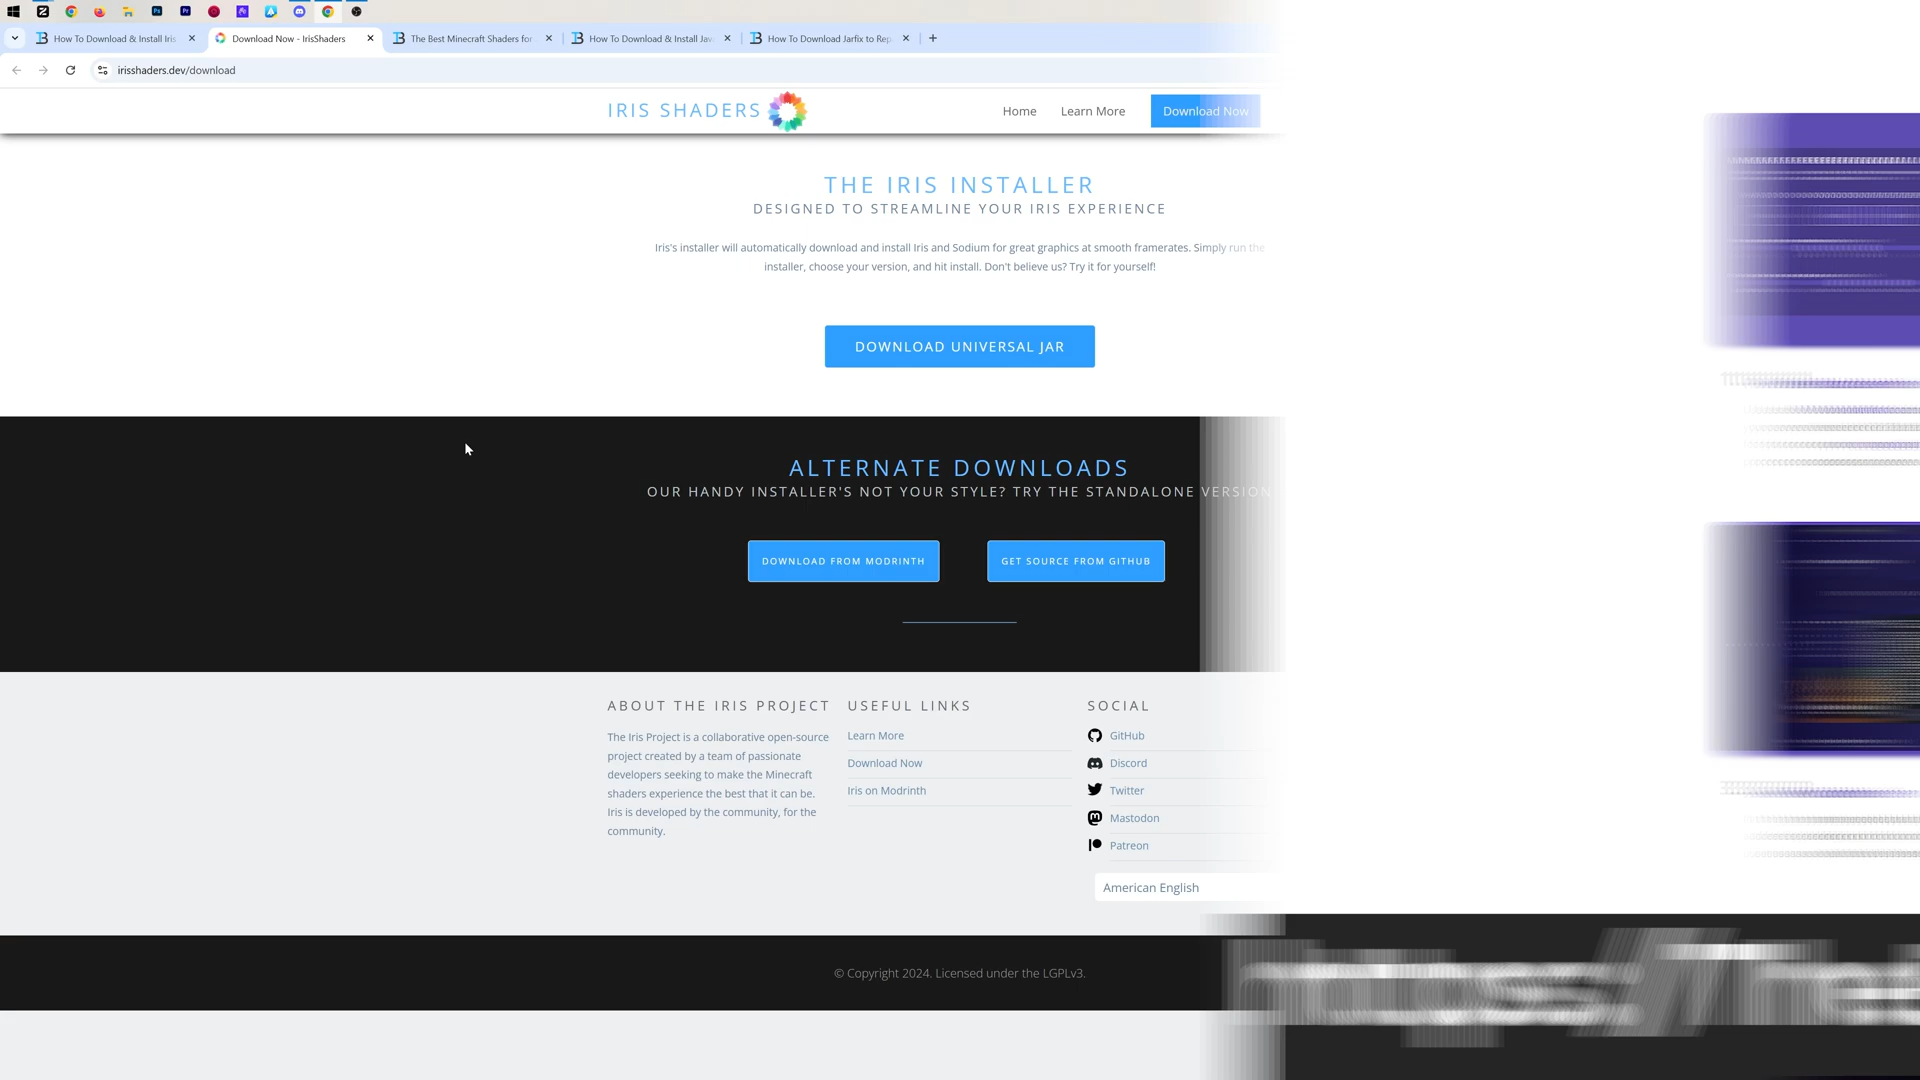 How To Download & Install Iris
Download Now - IrisShaders
The Best Minecraft Shaders for
How To Download & Install Jav
How To Download Jarfix to Rep
irisshaders.dev/download
IRIS SHADERS
Home
Learn More
Download Now
THE IRIS INSTALLER
DESIGNED TO STREAMLINE YOUR IRIS EXPERIENCE
Iris's installer will automatically download and install Iris and Sodium for great graphics at smooth framerates. Simply run the
installer, choose your version, and hit install. Don't believe us? Try it for yourself!
DOWNLOAD UNIVERSAL JAR
ALTERNATE DOWNLOADS
OUR HANDY INSTALLER'S NOT YOUR STYLE? TRY THE STANDALONE VERSION
DOWNLOAD FROM MODRINTH
GET SOURCE FROM GITHUB
ABOUT THE IRIS PROJECT
The Iris Project is a collaborative open-source
project created by a team of passionate
developers seeking to make the Minecraft
shaders experience the best that it can be.
Iris is developed by the community, for the
community.
USEFUL LINKS
Learn More
Download Now
Iris on Modrinth
SOCIAL
GitHub
Discord
Twitter
Mastodon
Patreon
American English
© Copyright 2024. Licensed under the LGPLv3.